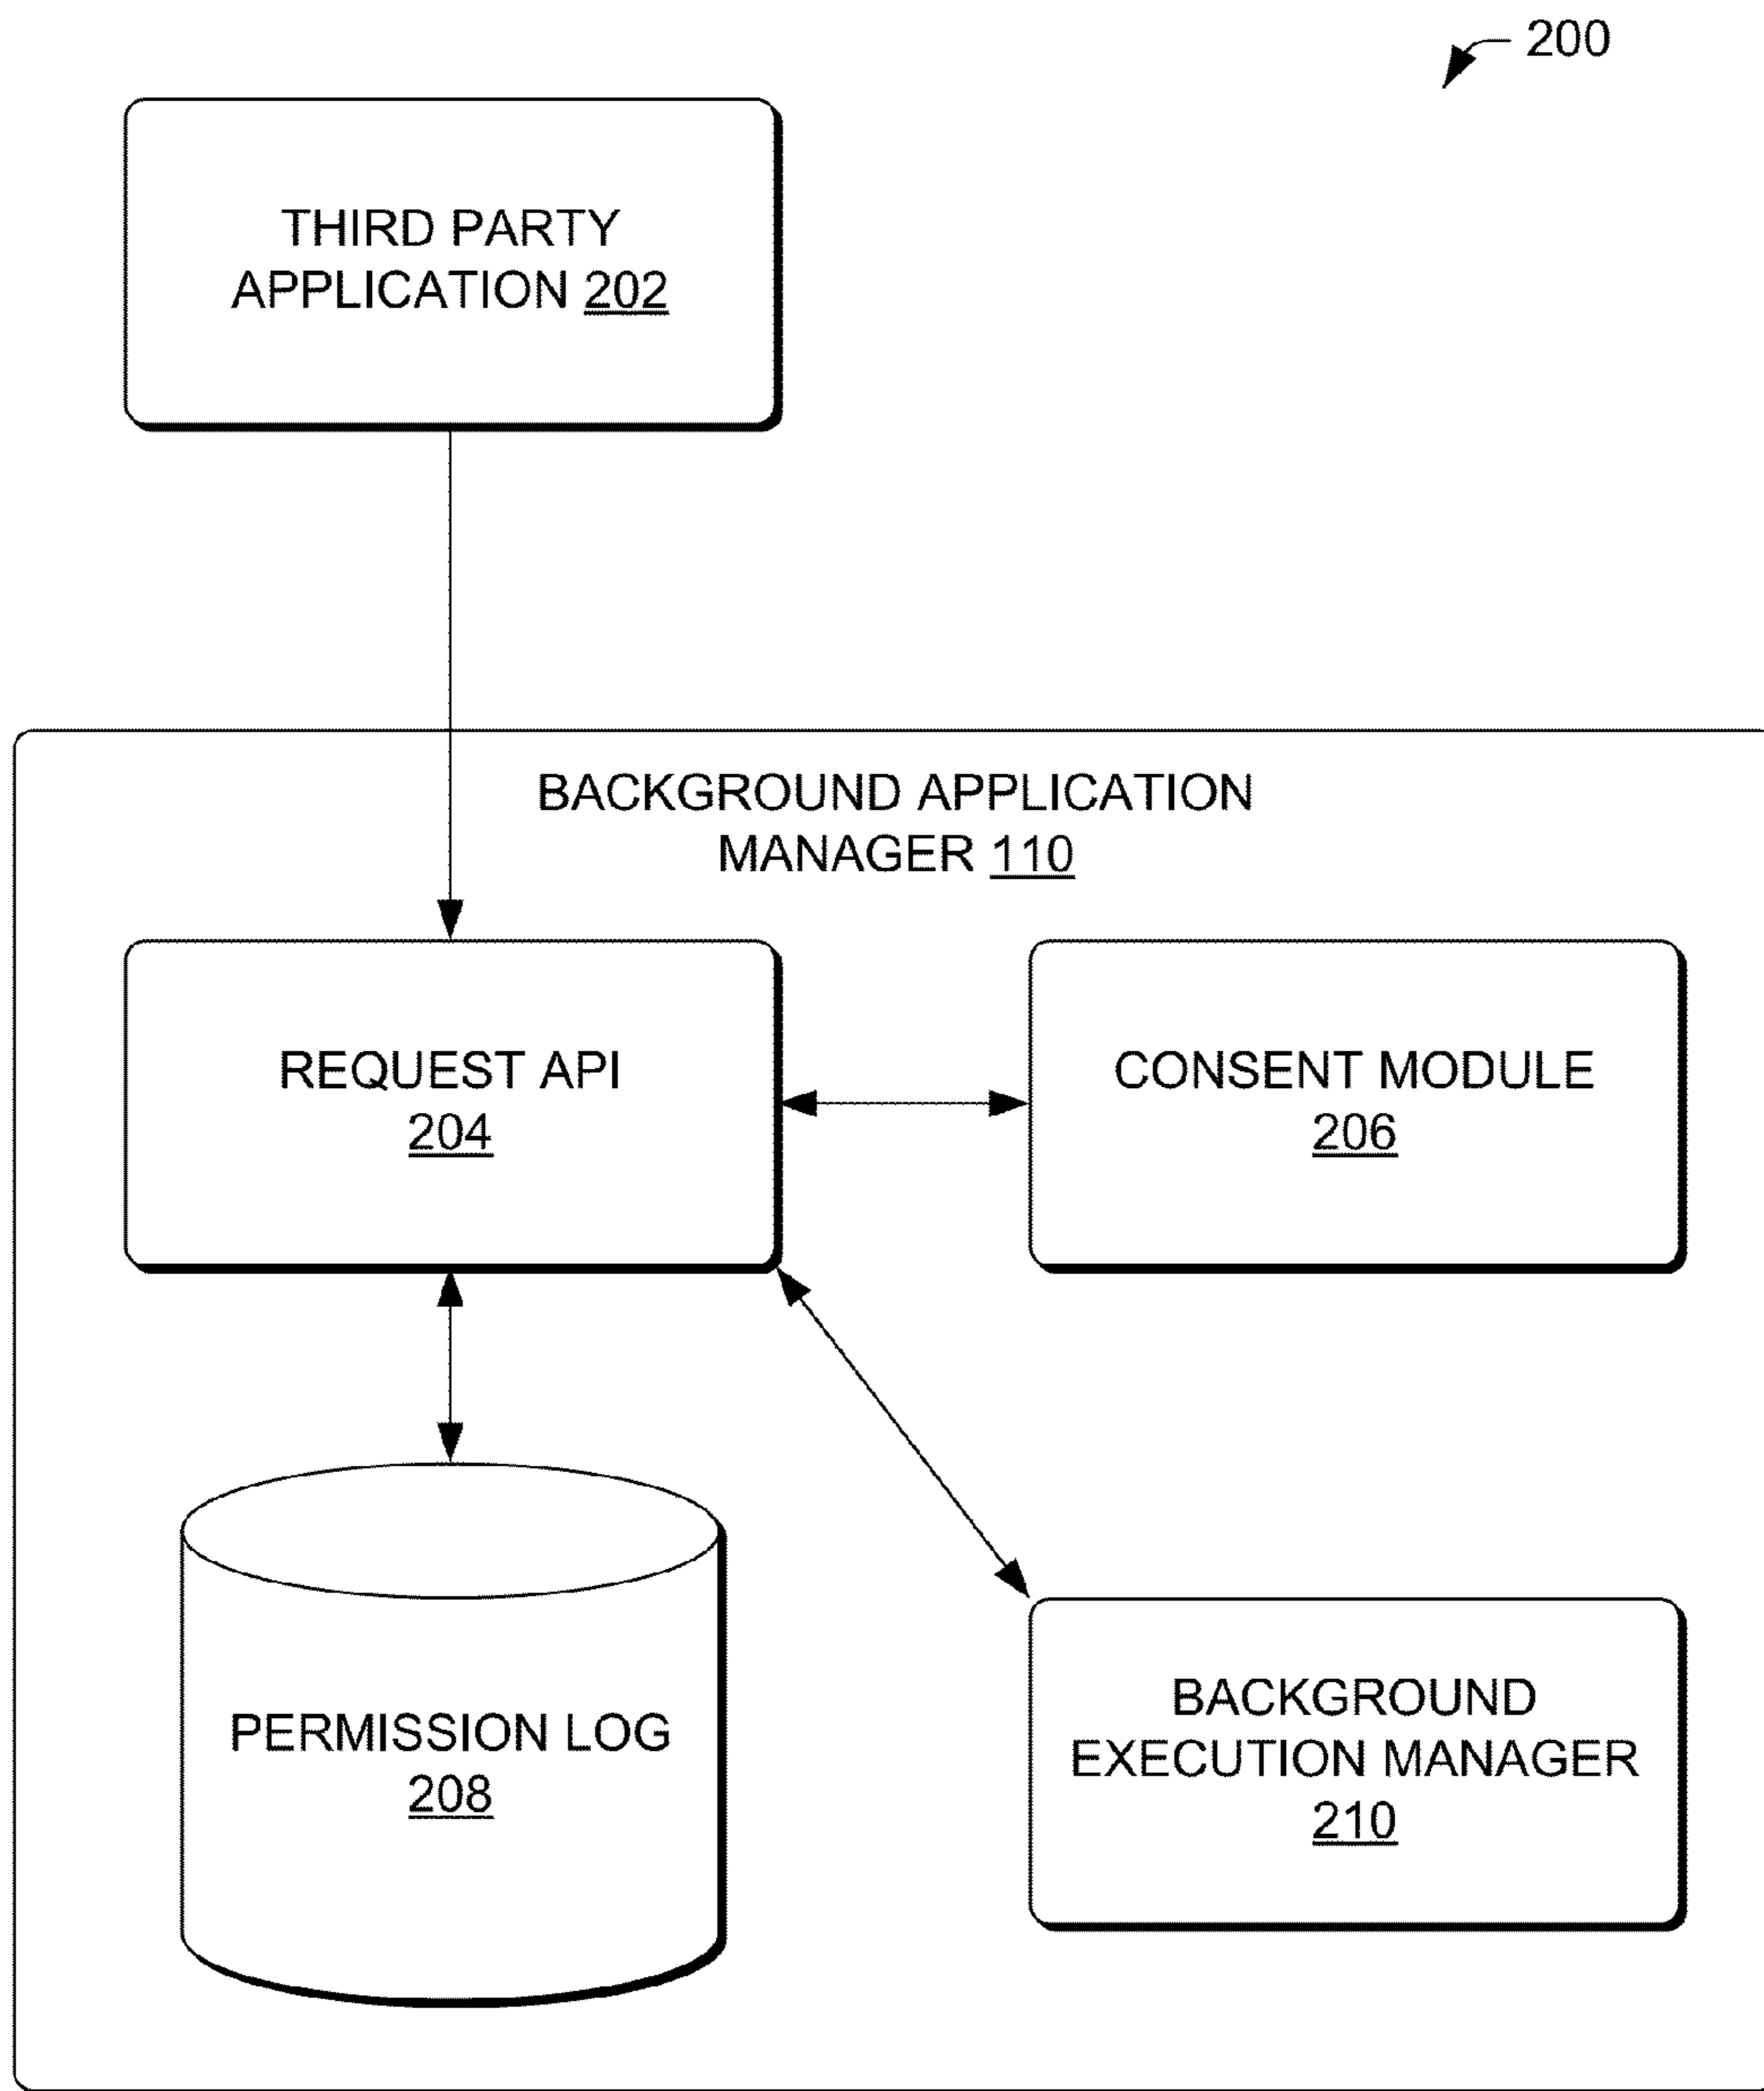 200
THIRD PARTY
APPLICATION 202
BACKGROUND APPLICATION
MANAGER 110
REQUEST API
204
CONSENT MODULE
206
PERMISSION LOG
208
BACKGROUND
EXECUTION MANAGER
210